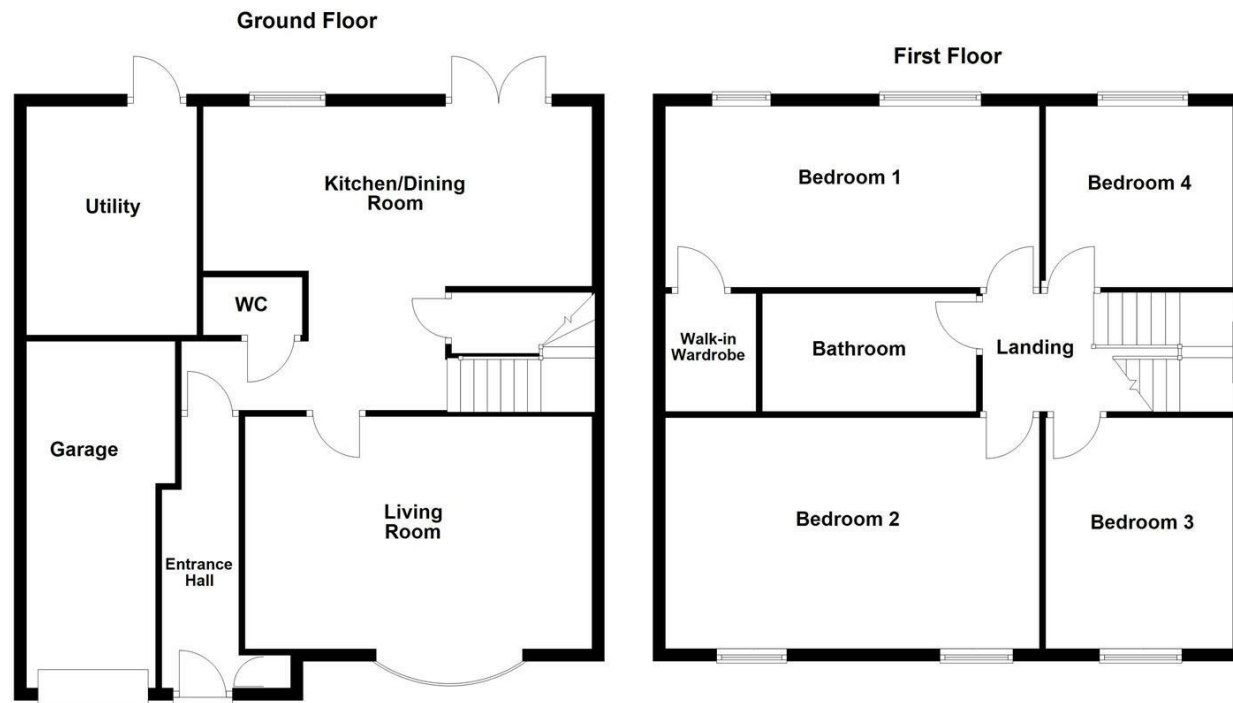 Ground Floor
Utility
Kitchen/Dining
Room
WC
Garage
Living
Room
Entrance
Hall
First Floor
Bedroom 1
Bedroom 4
Walk-in
Wardrobe
Bathroom
Landing
Bedroom 2
Bedroom 3